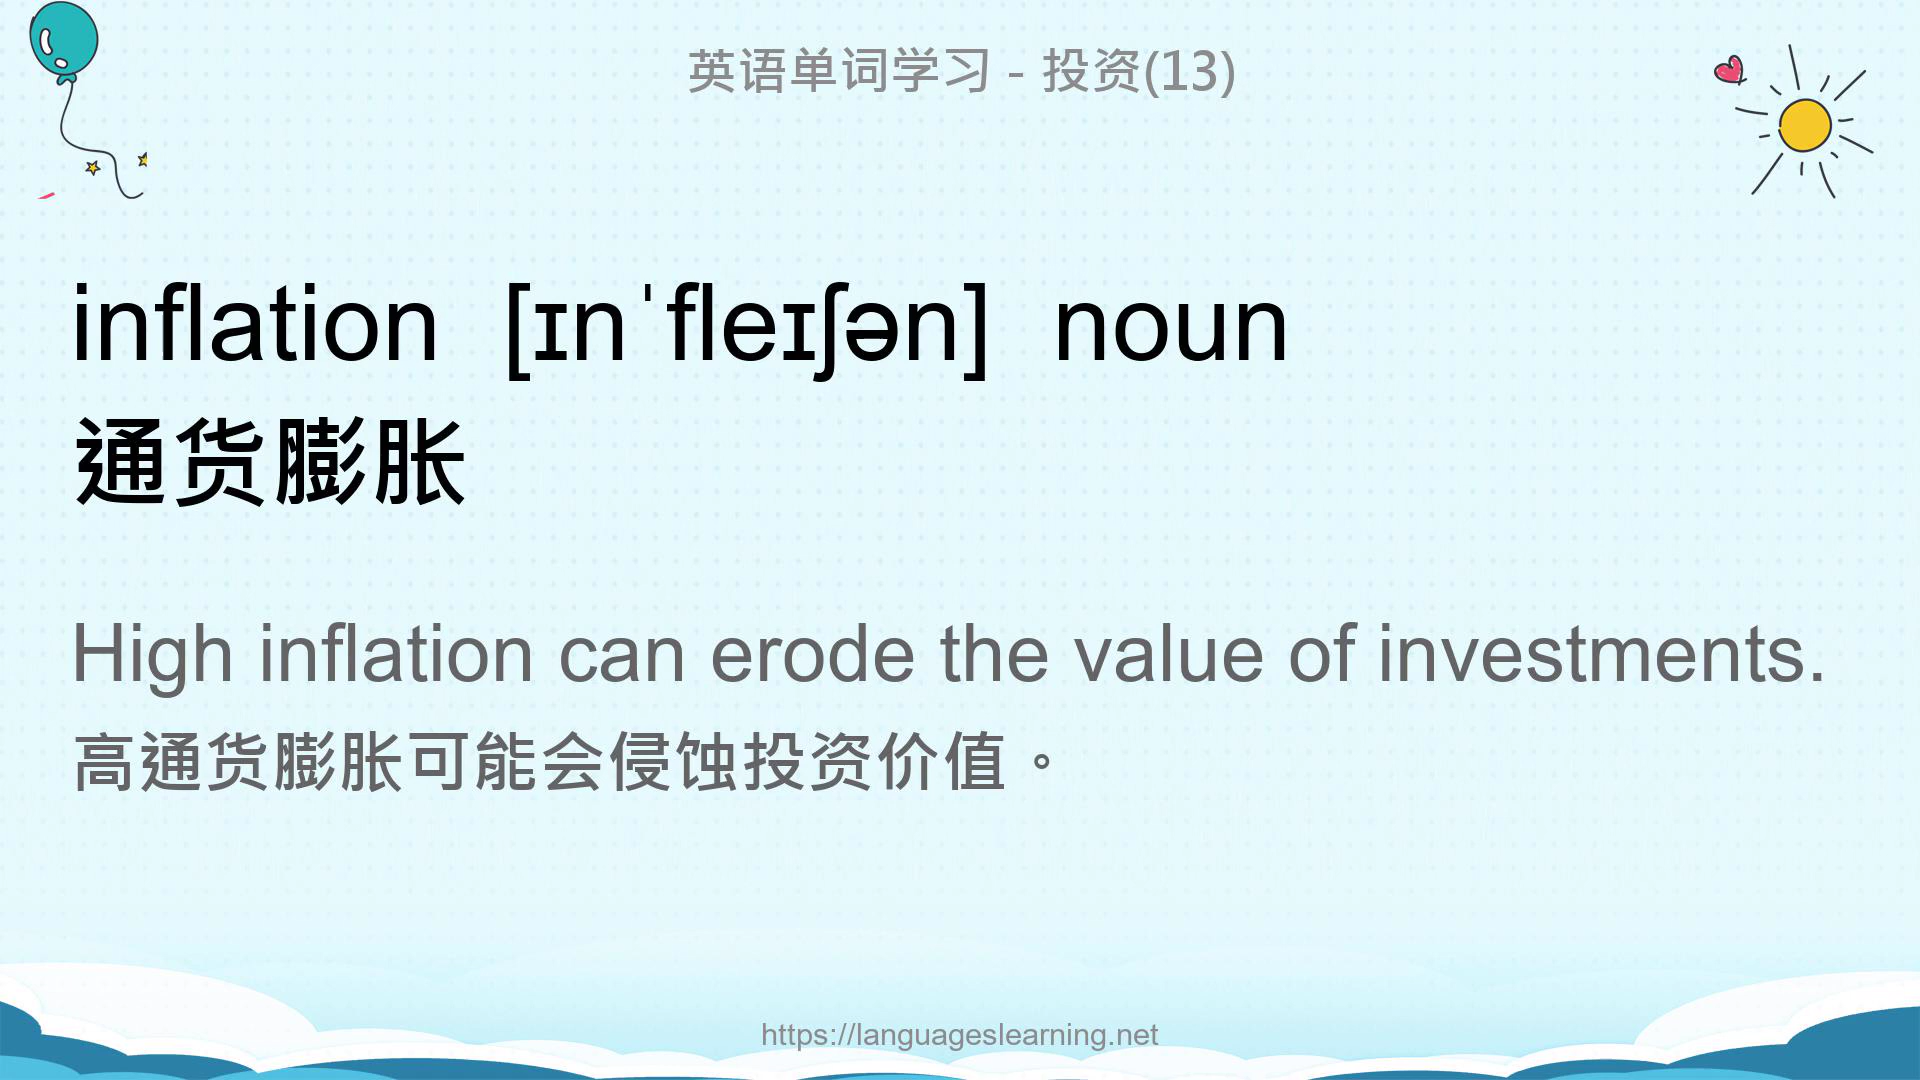 英语单词学习 - 投资(13)
inflation [ɪnˈfleɪʃən] noun
通货膨胀
High inflation can erode the value of investments.
高通货膨胀可能会侵蚀投资价值。
https://languageslearning.net